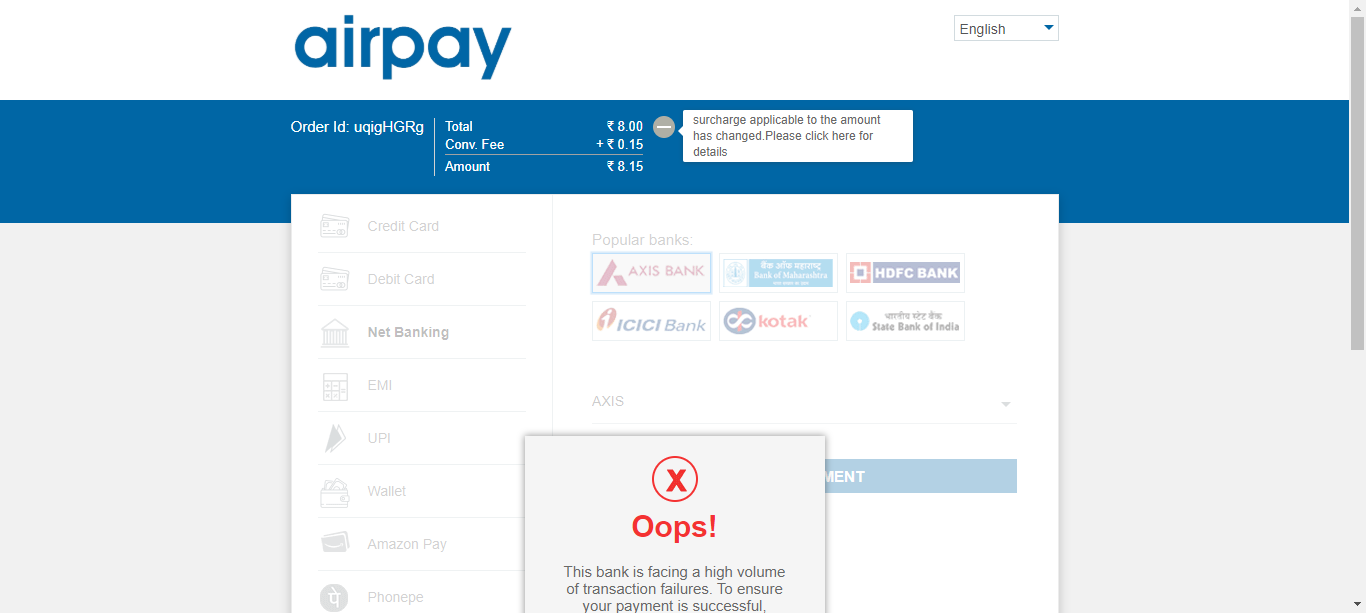 airpay
English
Order Id: uqigHGRg
Total ₹ 8.00
Conv. Fee + ₹ 0.15
Amount ₹ 8.15
surcharge applicable to the amount
has changed.Please click here for
details
Credit Card
Debit Card
Net Banking
EMI
UPI
Wallet
Amazon Pay
Phonepe
Popular banks:
AXIS BANK
बैंक ऑफ महाराष्ट्र
Bank of Maharashtra
HDFC BANK
ICICI Bank
kotak
भारतीय स्टेट बैंक
State Bank of India
AXIS
MENT
X
Oops!
This bank is facing a high volume
of transaction failures. To ensure
your payment is successful,